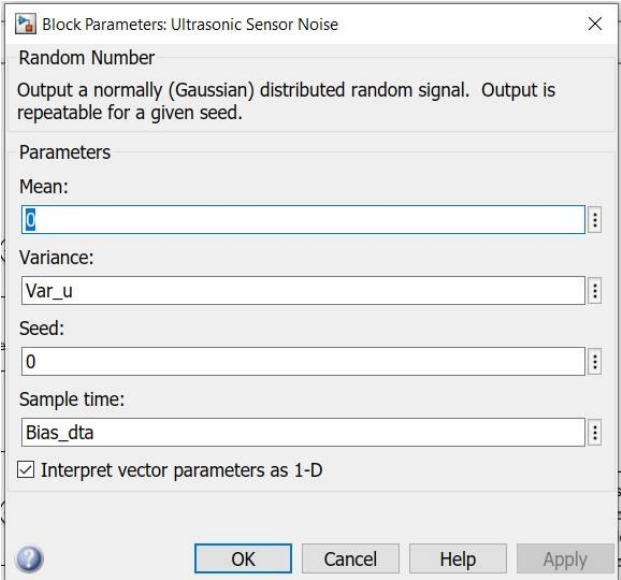 Block Parameters: Ultrasonic Sensor Noise
Random Number
Output a normally (Gaussian) distributed random signal.  Output is
repeatable for a given seed.
Parameters
Mean:
0
Variance:
Var_u
Seed:
0
Sample time:
Bias_dta
Interpret vector parameters as 1-D
OK
Cancel
Help
Apply